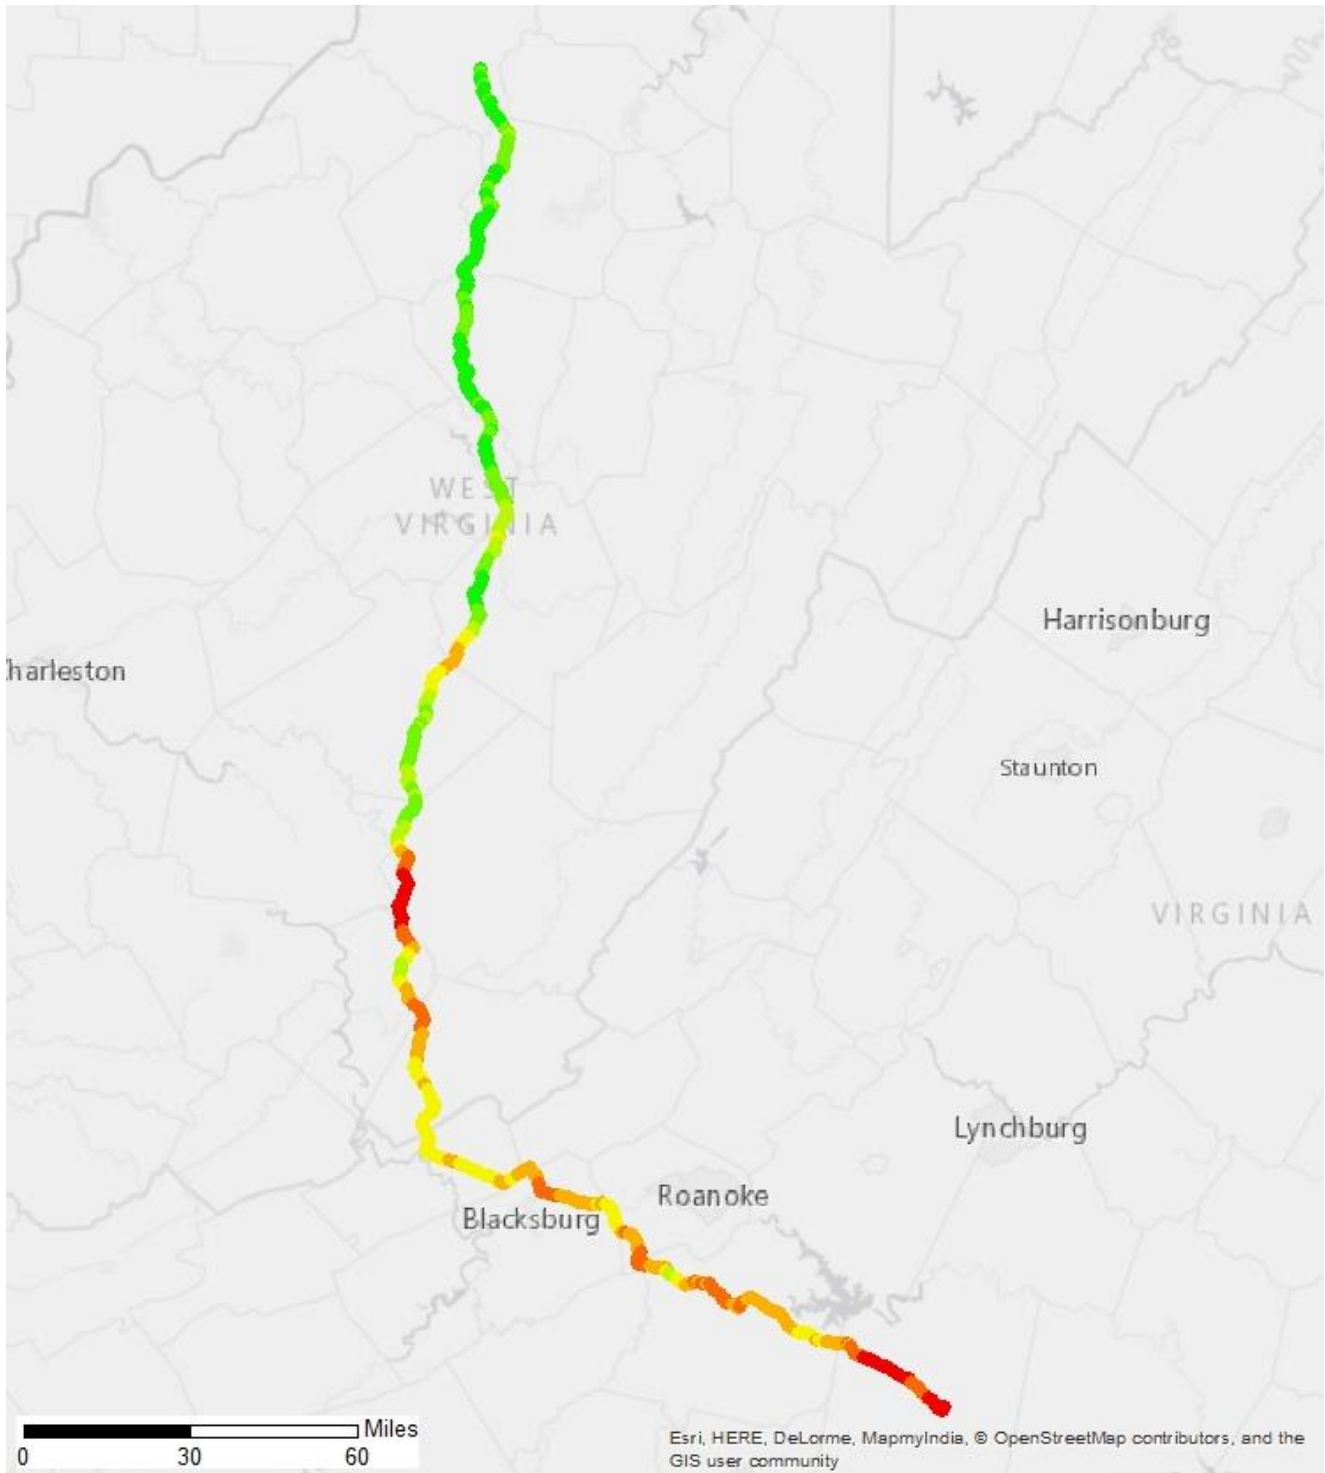 WEST
VIRGINIA
Harrisonburg
harleston
Staunton
VIRGINIA
Lynchburg
Roanoke
Blacksburg
Miles
0 30 60
Esri, HERE, DeLorme, MapmyIndia, © OpenStreetMap contributors, and the
GIS user community